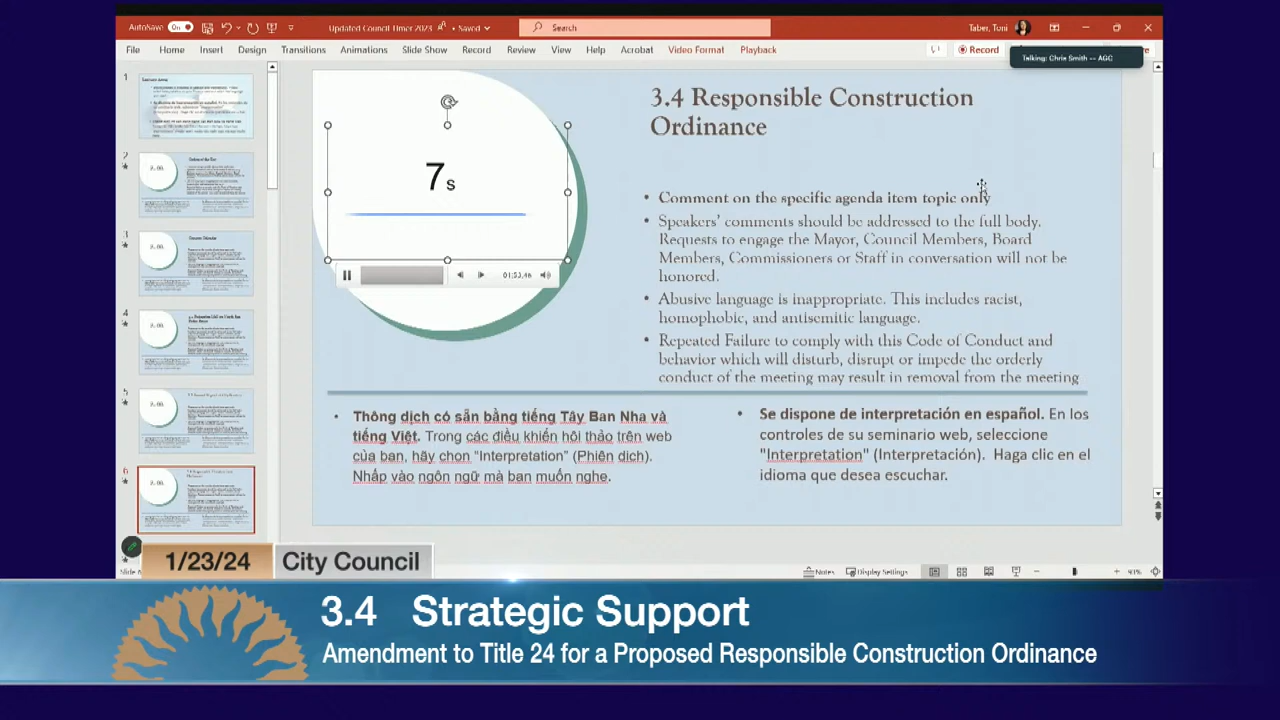 AutoSave On
Updated Council Timer 2023
Saved
Search
Taber, Toni
File Home Insert Design Transitions Animations Slide Show Record Review View Help Acrobat Video Format Playback
Record
Talking: Chris Smith -- AGC
1
2
3
4
5
6
7s
01:53.46
3.4 Responsible Construction
Ordinance
• Comment on the specific agenda item topic only
• Speakers' comments should be addressed to the full body.
Requests to engage the Mayor, Council Members, Board
Members, Commissioners or Staff in conversation will not be
honored.
• Abusive language is inappropriate. This includes racist,
homophobic, and antisemitic language.
• Repeated Failure to comply with this Code of Conduct and
behavior which will disturb, disrupt or impede the orderly
conduct of the meeting may result in removal from the meeting
• Thông dịch có sẵn bằng tiếng Tây Ban Nha và
tiếng Việt. Trong các điều khiển hội thảo trên web
của bạn, hãy chọn "Interpretation" (Phiên dịch).
Nhấp vào ngôn ngữ mà bạn muốn nghe.
• Se dispone de interpretación en español. En los
controles de su seminario web, seleccione
"Interpretation" (Interpretación). Haga clic en el
idioma que desea escuchar.
Notes Display Settings
93%
1/23/24 City Council
3.4 Strategic Support
Amendment to Title 24 for a Proposed Responsible Construction Ordinance